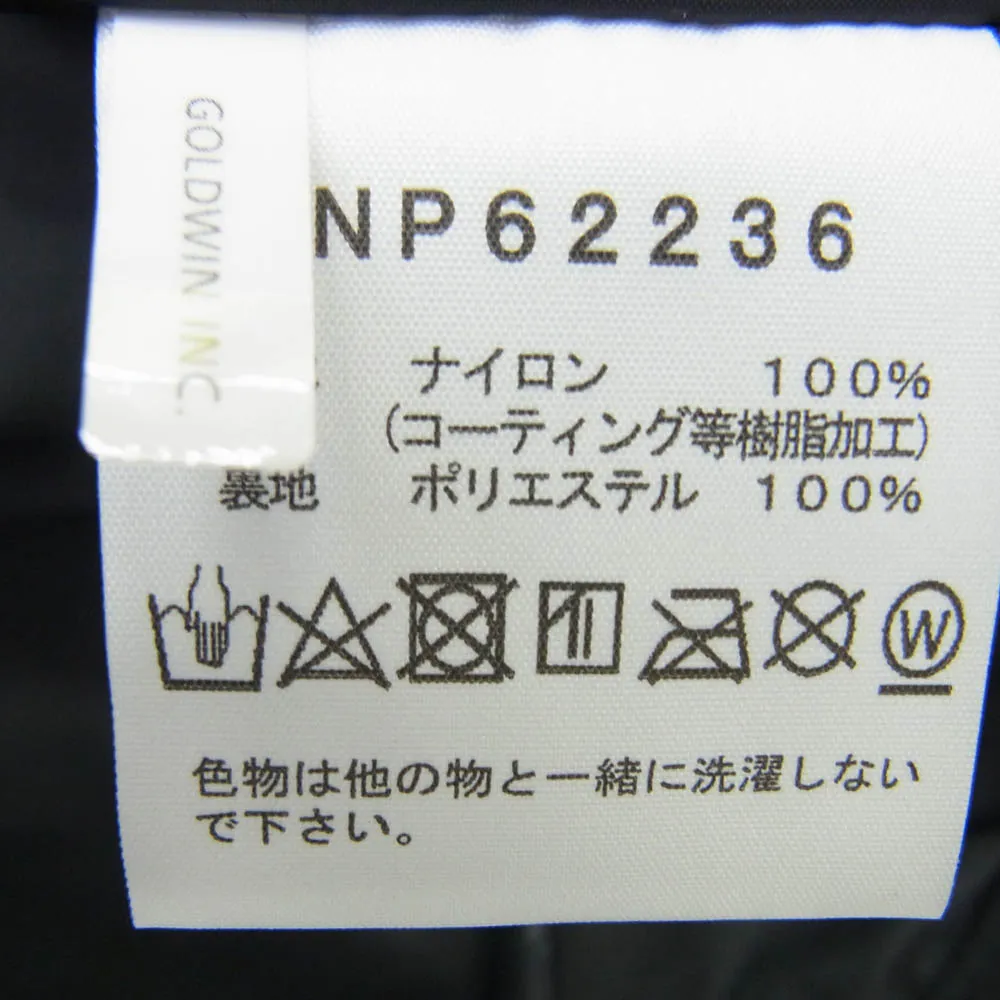 GOLDWIN INC.
NP62236
ナイロン 100%
(コーティング等樹脂加工)
裏地 ポリエステル 100%
W
色物は他の物と一緒に洗濯しない
で下さい。